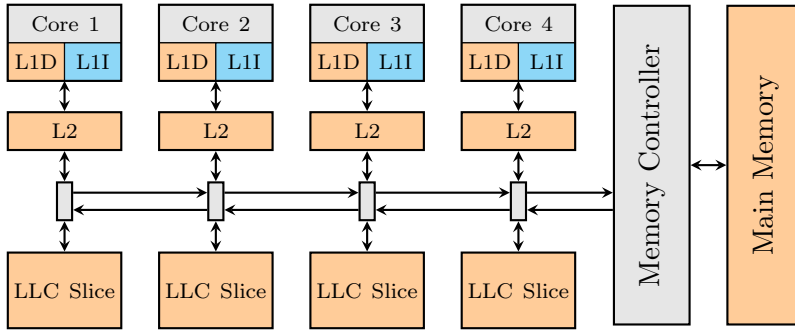 Core 1
L1D L1I
L2
LLC Slice
Core 2
L1D L1I
L2
LLC Slice
Core 3
L1D L1I
L2
LLC Slice
Core 4
L1D L1I
L2
LLC Slice
Memory Controller
Main Memory